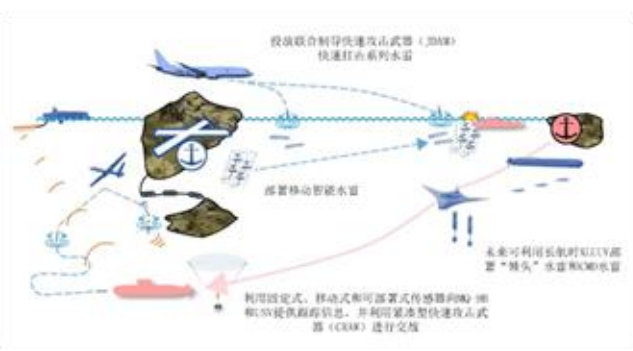 投放联合制导快速攻击武器（JDAM）
快速打击系列水雷
部署移动智能水雷
未来可利用长航时XLUUV部
署“锤头”水雷和CMD水雷
利用固定式、移动式和可部署式传感器向MQ-9B
和USV提供跟踪信息，并利用紧凑型快速攻击武
器（CRAW）进行交战